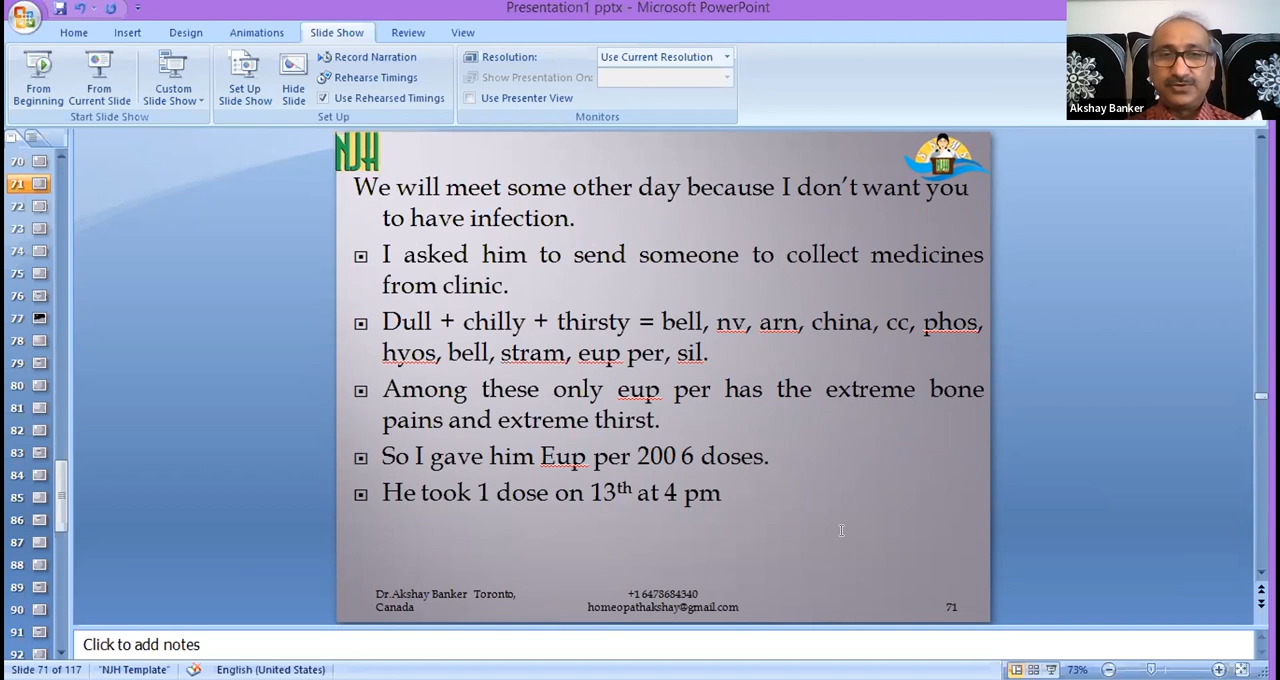 Presentation1 pptx - Microsoft PowerPoint
Home Insert Design Animations Slide Show Review View
From Beginning
From Current Slide
Custom Slide Show
Start Slide Show
Set Up Slide Show
Hide Slide
Record Narration
Rehearse Timings
Use Rehearsed Timings
Set Up
Resolution: Use Current Resolution
Show Presentation On:
Use Presenter View
Monitors
Akshay Banker
70
71
72
73
74
75
76
77
78
79
80
81
82
83
84
85
86
87
88
89
90
91
92
NJH
NJH
We will meet some other day because I don't want you
to have infection.
I asked him to send someone to collect medicines
from clinic.
Dull + chilly + thirsty = bell, nv, arn, china, cc, phos,
hyos, bell, stram, eup per, sil.
Among these only eup per has the extreme bone
pains and extreme thirst.
So I gave him Eup per 200 6 doses.
He took 1 dose on 13th at 4 pm
Dr.Akshay Banker Toronto,
Canada
+1 6478684340
homeopathakshay@gmail.com
71
Click to add notes
Slide 71 of 117 "NJH Template" English (United States) 73%